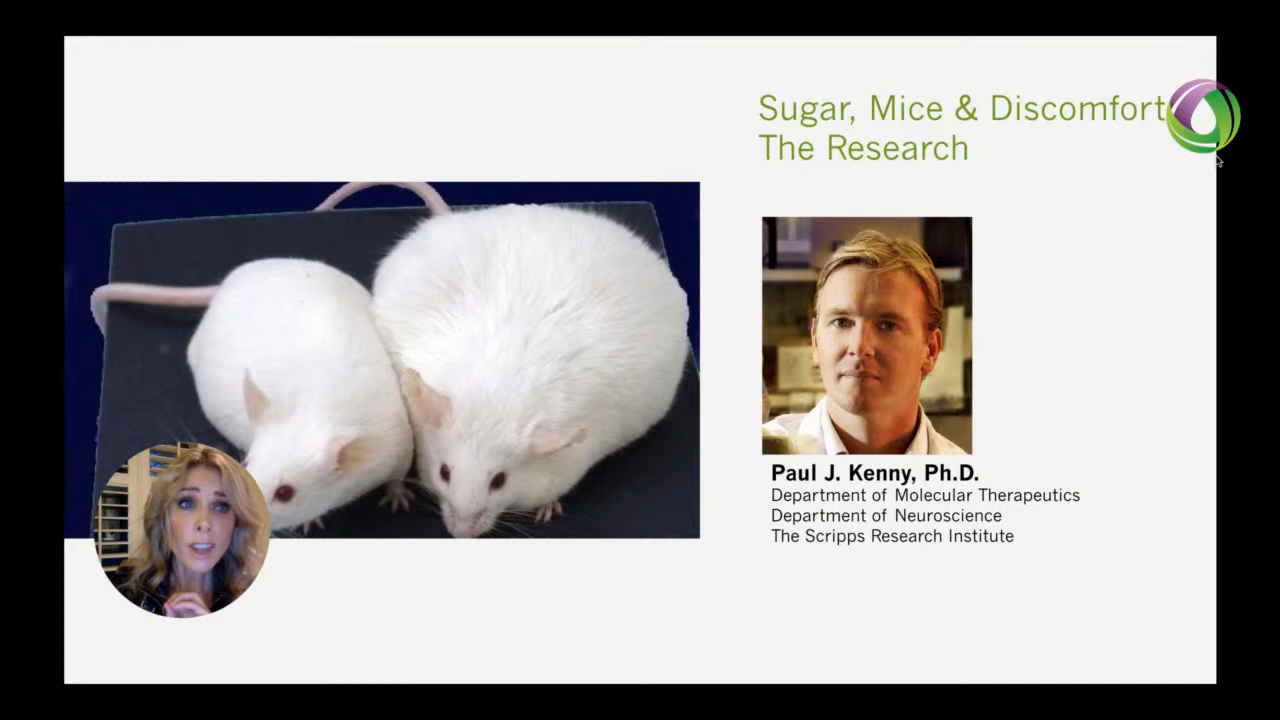 Sugar, Mice & Discomfort
The Research
Paul J. Kenny, Ph.D.
Department of Molecular Therapeutics
Department of Neuroscience
The Scripps Research Institute